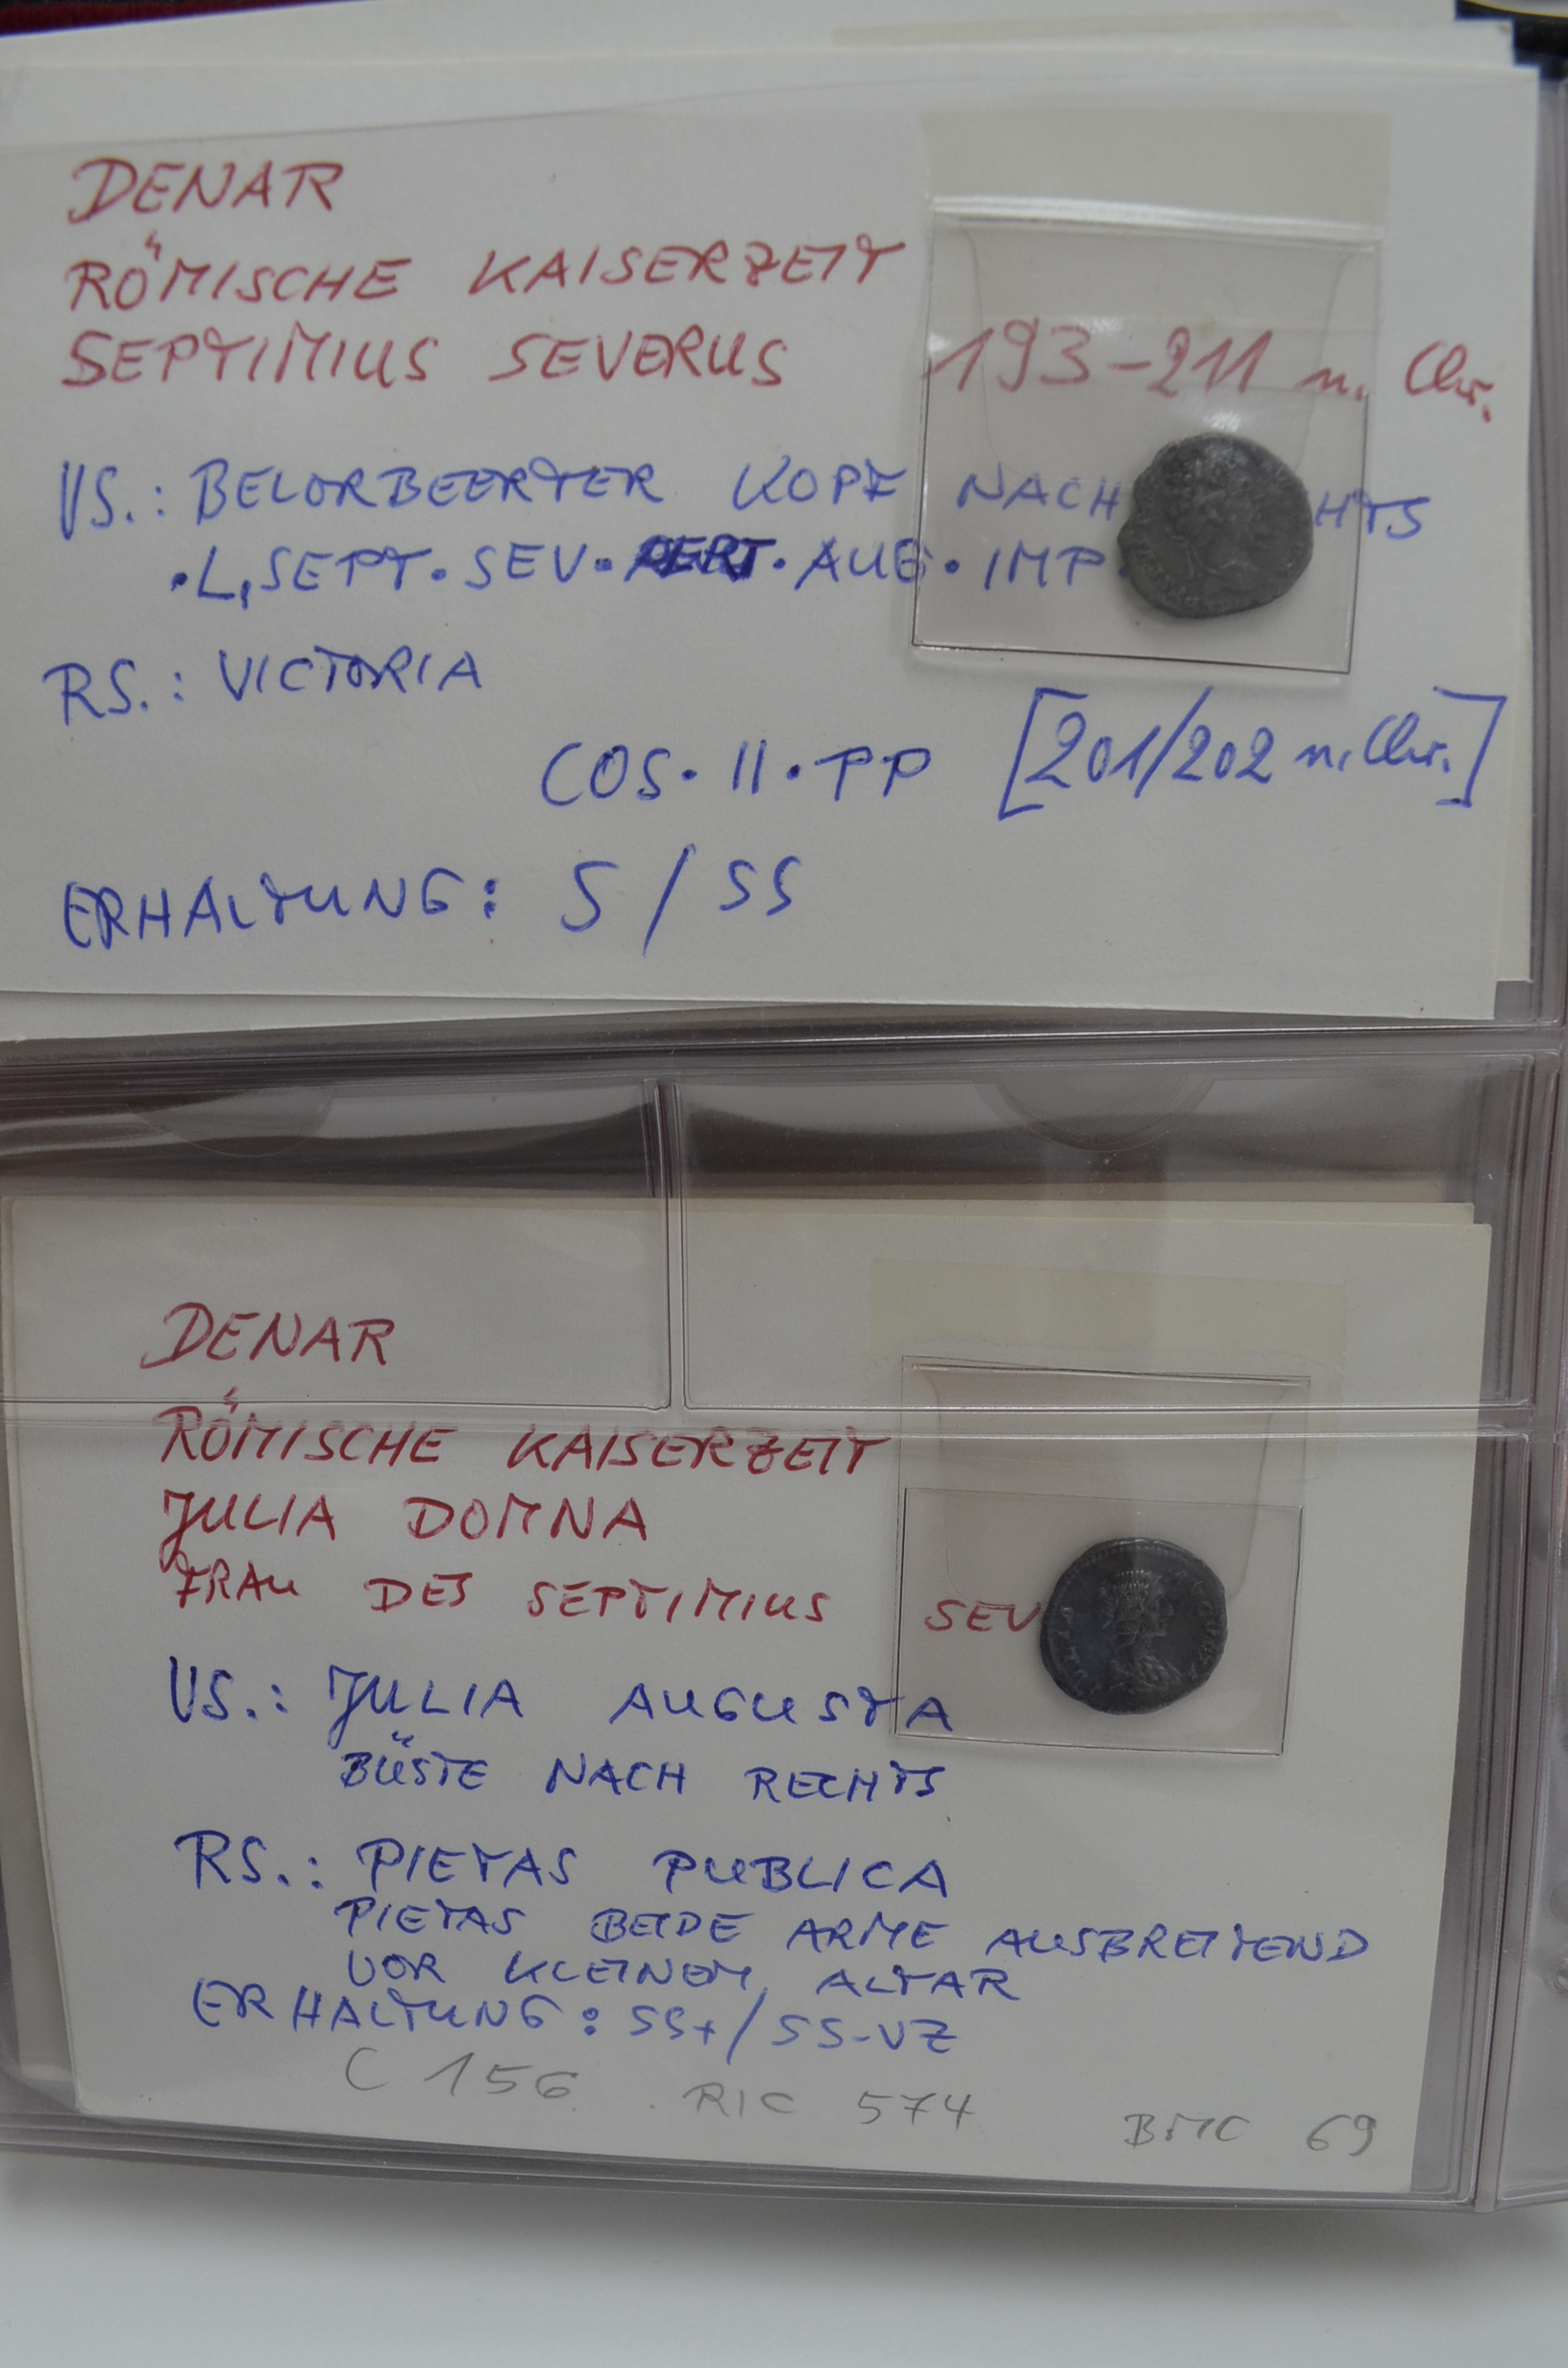 DENAR
RÖMISCHE KAISERZEIT
SEPTIMIUS SEVERUS 193-211 n. Chr.
VS.: BELORBEERTER KOPF NACH HTS
·L, SEPT. SEV. PERT. AUG. IMP
RS.: VICTORIA
COS. II. PP [201/202 n. Chr.]
ERHALTUNG: S / SS
DENAR
RÖMISCHE KAISERZEIT
JULIA DOMNA
FRAU DES SEPTIMIUS SEV
VS.: JULIA AUGUSTA
BÜSTE NACH RECHTS
RS.: PIETAS PUBLICA
PIETAS BEIDE ARME AUSBREITEND
VOR KLEINEM ALTAR
ERHALTUNG: SS+/SS-VZ
C 156 RIC 574 BMC 69